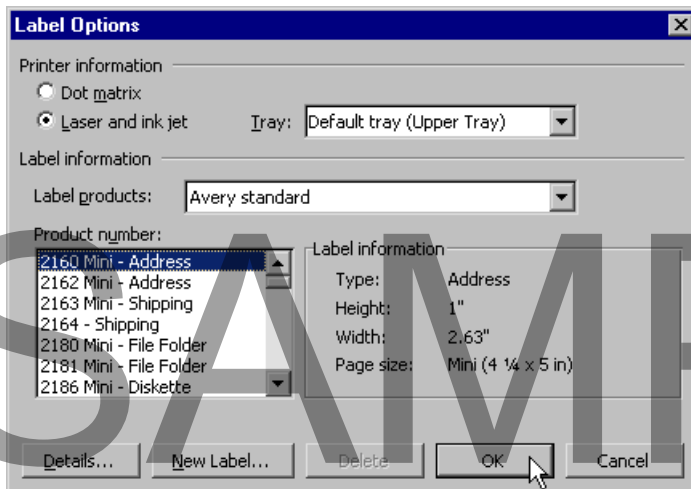 Label Options
Printer information
Dot matrix
Laser and ink jet Tray: Default tray (Upper Tray)
Label information
Label products: Avery standard
Product number:
2160 Mini - Address
2162 Mini - Address
2163 Mini - Shipping
2164 - Shipping
2180 Mini - File Folder
2181 Mini - File Folder
2186 Mini - Diskette
Label information
Type: Address
Height: 1"
Width: 2.63"
Page size: Mini (4 ¼ x 5 in)
Details... New Label... Delete OK Cancel
SAMP